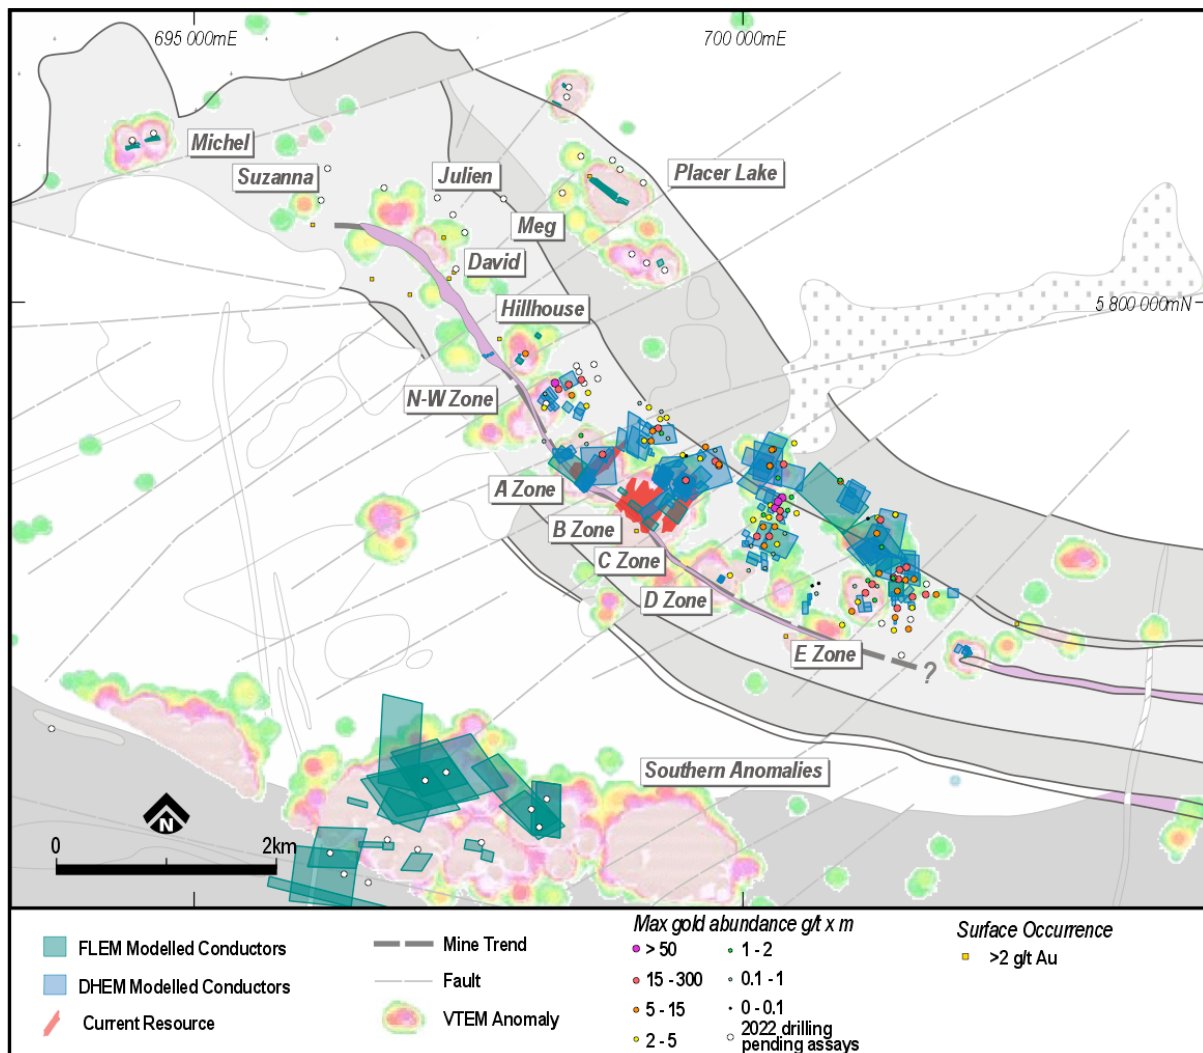 695 000mE
700 000mE
Michel
Suzanna
Julien
Placer Lake
Meg
David
5 800 000mN
Hillhouse
N-W Zone
A Zone
B Zone
C Zone
D Zone
E Zone
?
Southern Anomalies
N
0
2km
FLEM Modelled Conductors
DHEM Modelled Conductors
Current Resource
Mine Trend
Fault
VTEM Anomaly
Max gold abundance g/t x m
> 50
15 - 300
5 - 15
2 - 5
1 - 2
0.1 - 1
0 - 0.1
2022 drilling
pending assays
Surface Occurrence
>2 g/t Au